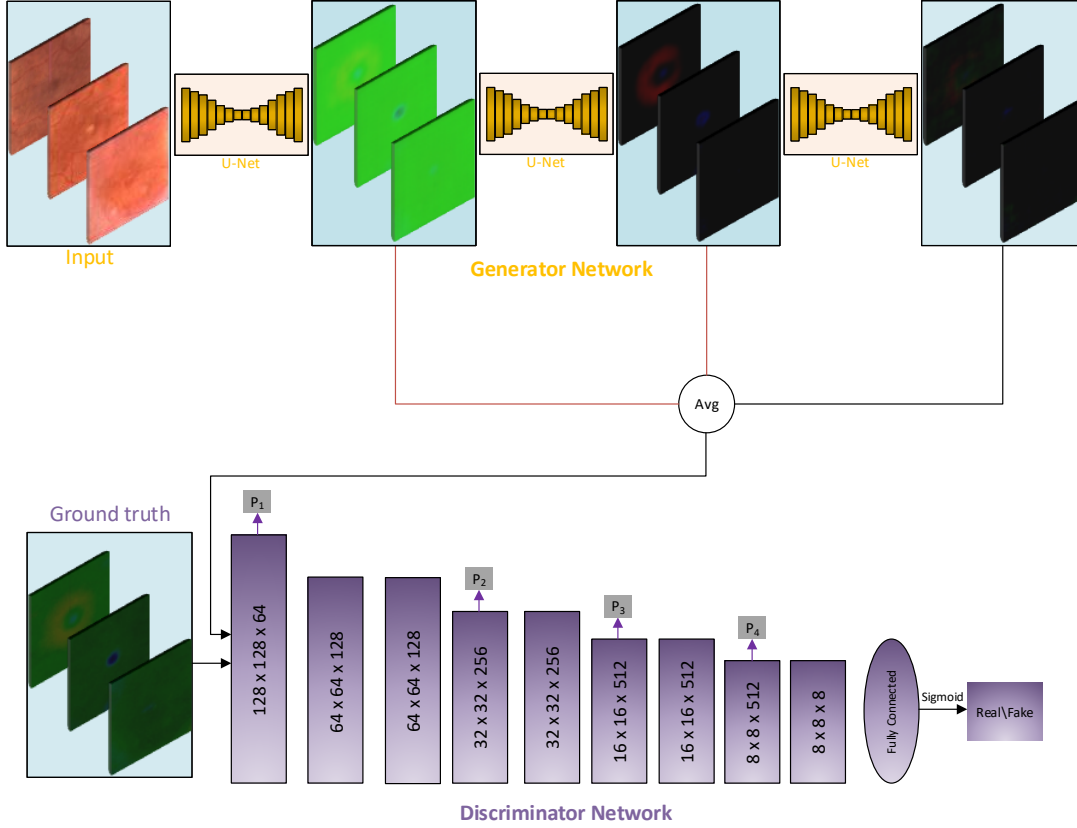 U-Net
U-Net
U-Net
Input
Generator Network
Avg
Ground truth
P1
P2
P3
P4
128 x 128 x 64
64 x 64 x 128
64 x 64 x 128
32 x 32 x 256
32 x 32 x 256
16 x 16 x 512
16 x 16 x 512
8 x 8 x 512
8 x 8 x 8
Fully Connected
Sigmoid
Real\Fake
Discriminator Network